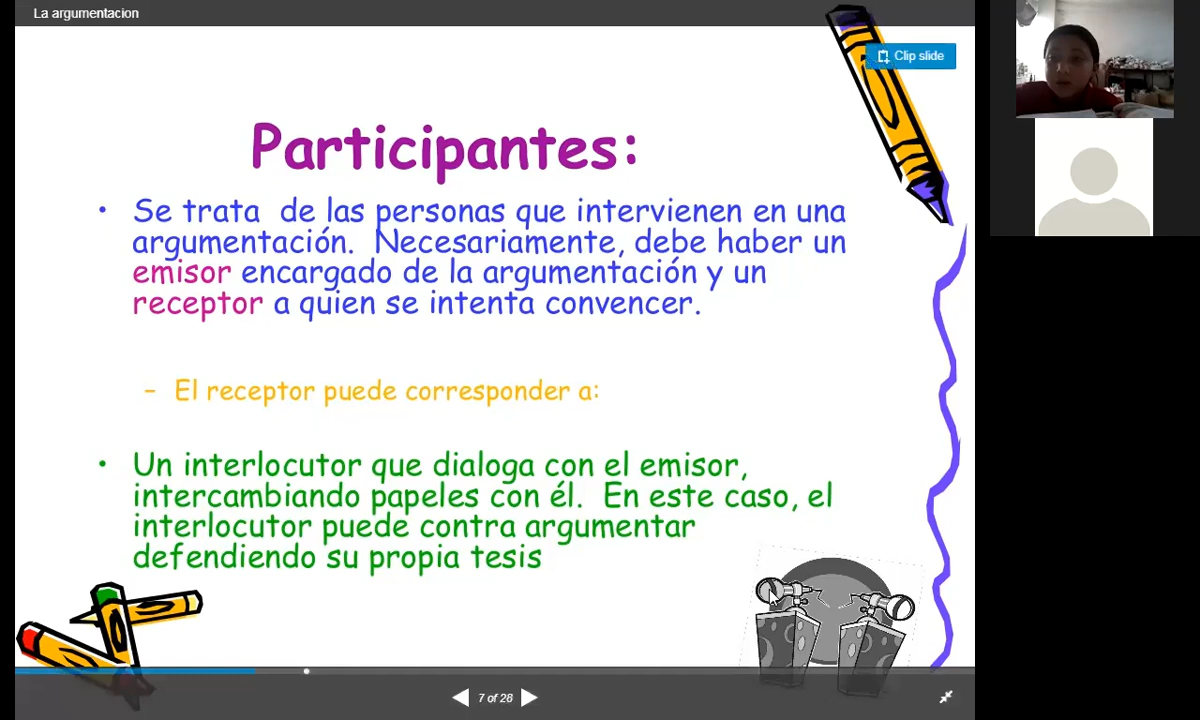 La argumentacion
Clip slide
Participantes:
• Se trata de las personas que intervienen en una
argumentación. Necesariamente, debe haber un
emisor encargado de la argumentación y un
receptor a quien se intenta convencer.
– El receptor puede corresponder a:
• Un interlocutor que dialoga con el emisor,
intercambiando papeles con él. En este caso, el
interlocutor puede contra argumentar
defendiendo su propia tesis
7 of 28